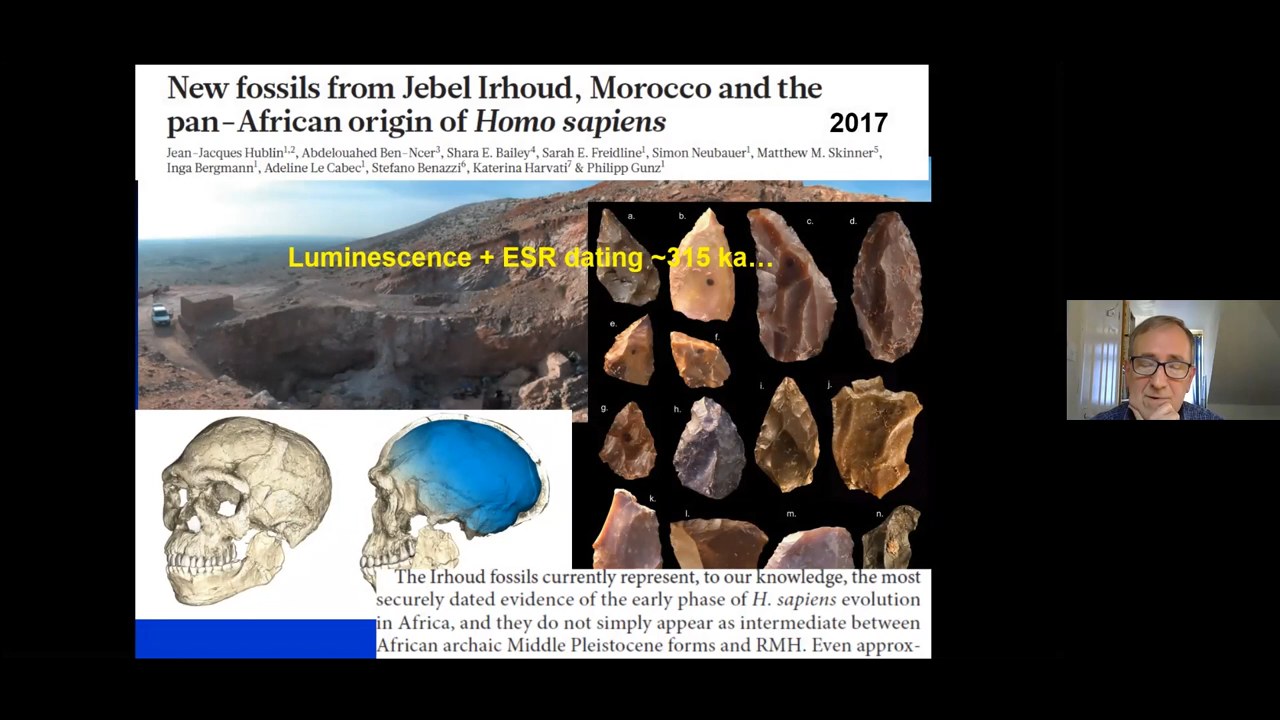 New fossils from Jebel Irhoud, Morocco and the
pan–African origin of Homo sapiens
2017
Jean-Jacques Hublin1,2, Abdelouahed Ben-Ncer3, Shara E. Bailey4, Sarah E. Freidline1, Simon Neubauer1, Matthew M. Skinner5,
Inga Bergmann1, Adeline Le Cabec1, Stefano Benazzi6, Katerina Harvati7 & Philipp Gunz1
Luminescence + ESR dating ~315 ka…
a.
b.
c.
d.
e.
f.
g.
h.
i.
j.
k.
l.
m.
n.
The Irhoud fossils currently represent, to our knowledge, the most
securely dated evidence of the early phase of H. sapiens evolution
in Africa, and they do not simply appear as intermediate between
African archaic Middle Pleistocene forms and RMH. Even approx-